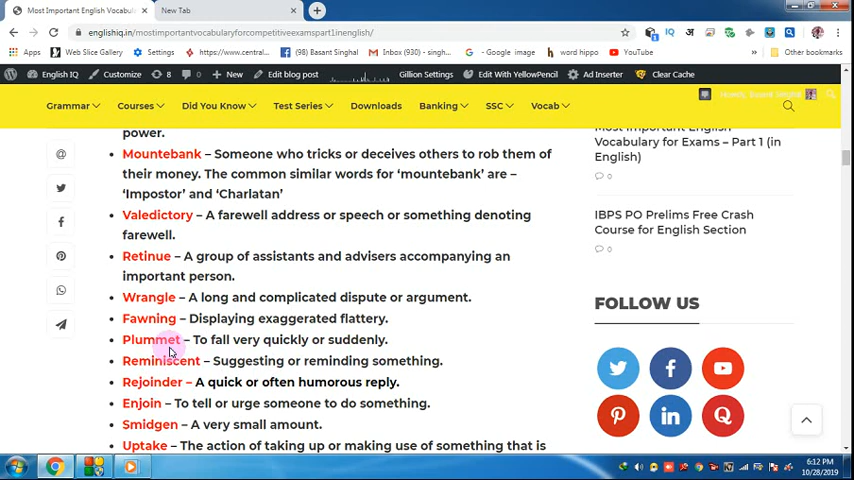 Most Important English Vocabula
New Tab
englishiq.in/mostimportantvocabularyforcompetitiveexamspart1inenglish/
Apps Web Slice Gallery Settings https://www.central... (98) Basant Singhal Inbox (930) - singh... Google image word hippo YouTube Other bookmarks
English IQ Customize 8 0 New Edit blog post Gillion Settings Edit With YellowPencil Ad Inserter Clear Cache
Grammar Courses Did You Know Test Series Downloads Banking SSC Vocab
power.
Mountebank – Someone who tricks or deceives others to rob them of
their money. The common similar words for ‘mountebank’ are –
‘Impostor’ and ‘Charlatan’
Valedictory – A farewell address or speech or something denoting
farewell.
Retinue – A group of assistants and advisers accompanying an
important person.
Wrangle – A long and complicated dispute or argument.
Fawning – Displaying exaggerated flattery.
Plummet – To fall very quickly or suddenly.
Reminiscent – Suggesting or reminding something.
Rejoinder – A quick or often humorous reply.
Enjoin – To tell or urge someone to do something.
Smidgen – A very small amount.
Uptake – The action of taking up or making use of something that is
Most Important English
Vocabulary for Exams – Part 1 (in
English)
0
IBPS PO Prelims Free Crash
Course for English Section
0
FOLLOW US
6:12 PM
10/28/2019